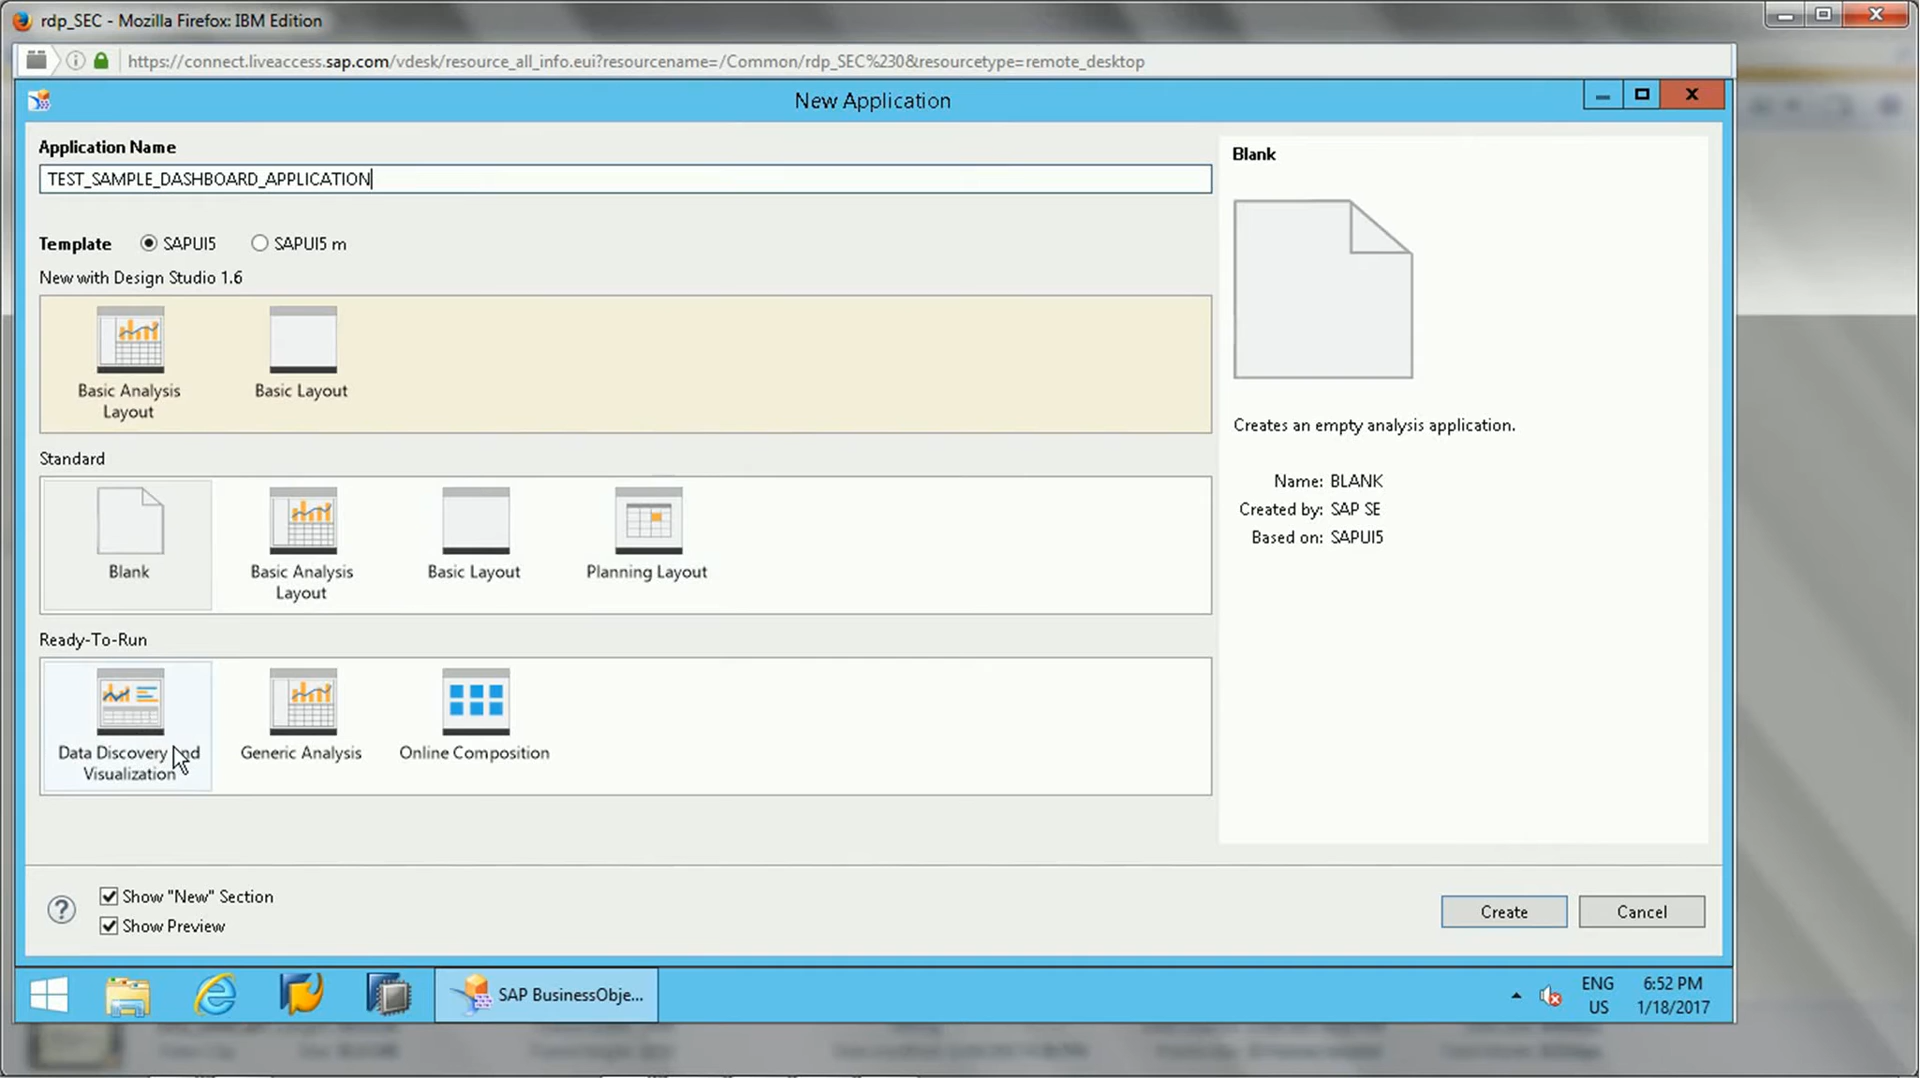 rdp_SEC - Mozilla Firefox: IBM Edition
https://connect.liveaccess.sap.com/vdesk/resource_all_info.eui?resourcename=/Common/rdp_SEC%230&resourcetype=remote_desktop
New Application
Application Name
TEST_SAMPLE_DASHBOARD_APPLICATION
Template SAPUI5 SAPUI5 m
New with Design Studio 1.6
Basic Analysis Layout
Basic Layout
Standard
Blank
Basic Analysis Layout
Basic Layout
Planning Layout
Ready-To-Run
Data Discovery and Visualization
Generic Analysis
Online Composition
Blank
Creates an empty analysis application.
Name: BLANK
Created by: SAP SE
Based on: SAPUI5
?
Show "New" Section
Show Preview
Create
Cancel
SAP BusinessObje...
ENG
US
6:52 PM
1/18/2017